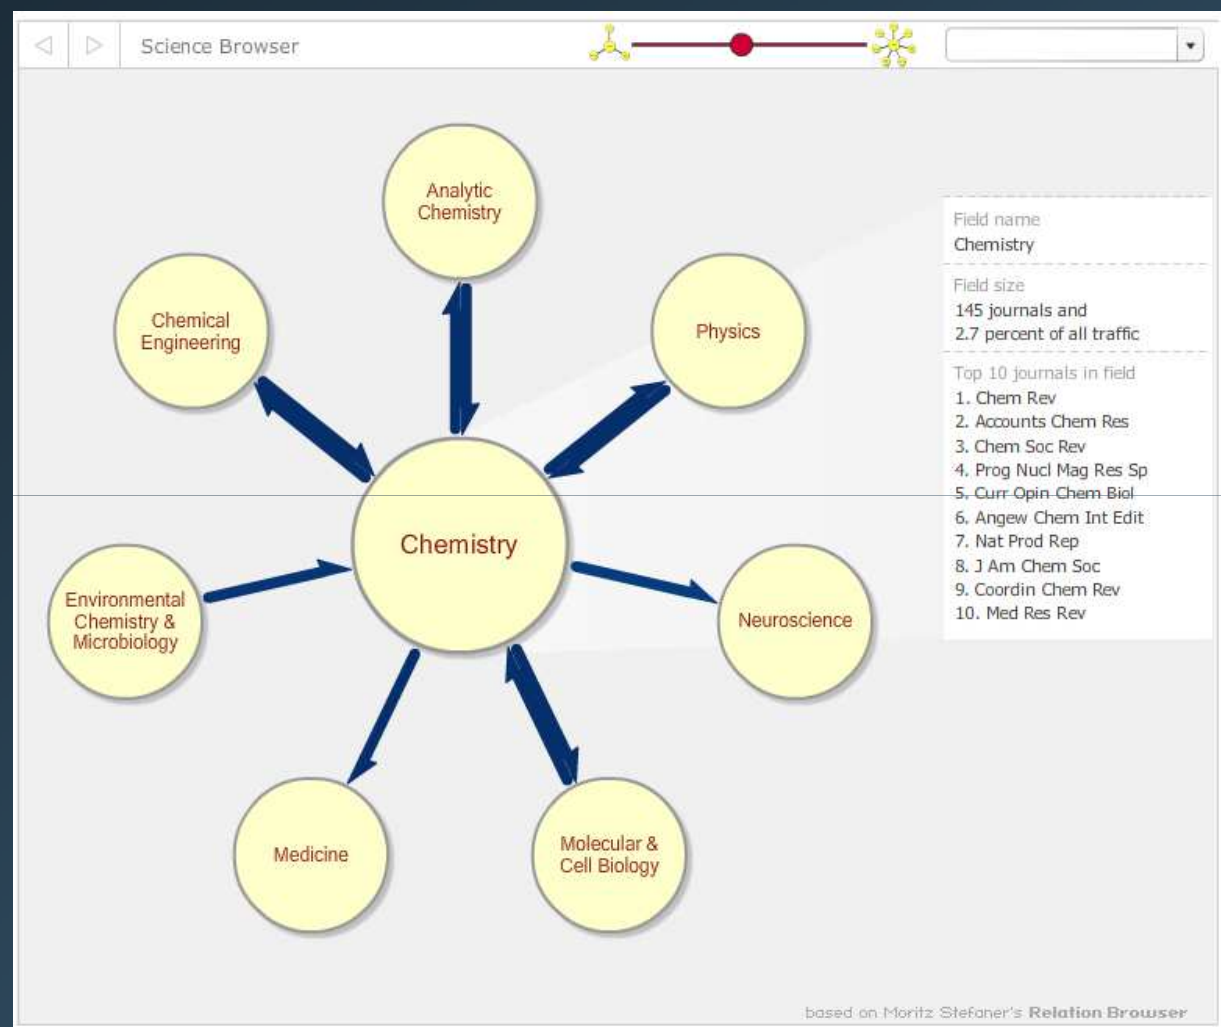 Science Browser
Analytic
Chemistry
Chemical
Engineering
Physics
Chemistry
Environmental
Chemistry &
Microbiology
Neuroscience
Medicine
Molecular &
Cell Biology
Field name
Chemistry
Field size
145 journals and
2.7 percent of all traffic
Top 10 journals in field
1. Chem Rev
2. Accounts Chem Res
3. Chem Soc Rev
4. Prog Nucl Mag Res Sp
5. Curr Opin Chem Biol
6. Angew Chem Int Edit
7. Nat Prod Rep
8. J Am Chem Soc
9. Coordin Chem Rev
10. Med Res Rev
based on Moritz Stefaner's Relation Browser